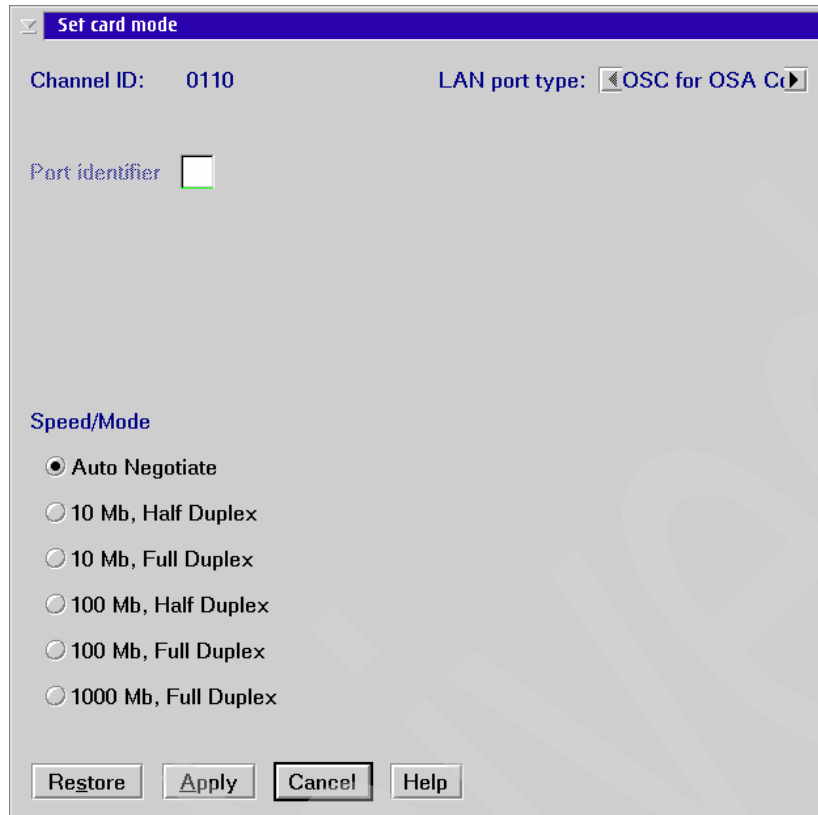 Set card mode
Channel ID: 0110 LAN port type: OSC for OSA
Port identifier
Speed/Mode
Auto Negotiate
10 Mb, Half Duplex
10 Mb, Full Duplex
100 Mb, Half Duplex
100 Mb, Full Duplex
1000 Mb, Full Duplex
Restore Apply Cancel Help